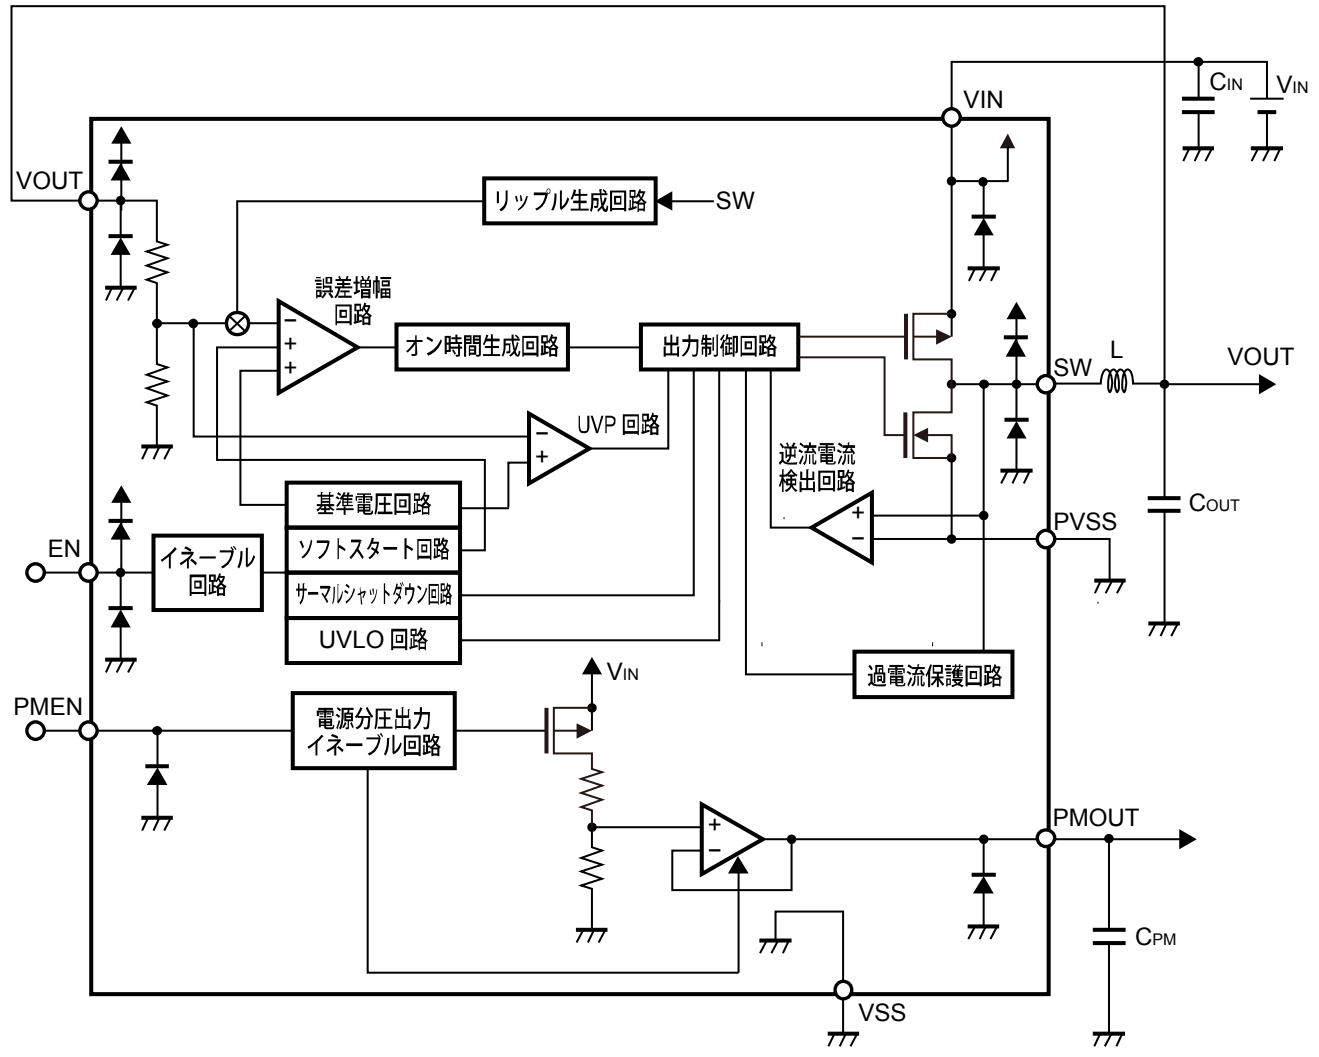 VIN
CIN
VIN
VOUT
リップル生成回路
SW
誤差増幅
回路
－
+
+
オン時間生成回路
出力制御回路
SW
L
VOUT
UVP 回路
－
+
逆流電流
検出回路
+
－
基準電圧回路
ソフトスタート回路
サーマルシャットダウン回路
UVLO 回路
EN
イネーブル
回路
PVSS
COUT
過電流保護回路
PMEN
電源分圧出力
イネーブル回路
VIN
+
－
PMOUT
CPM
VSS